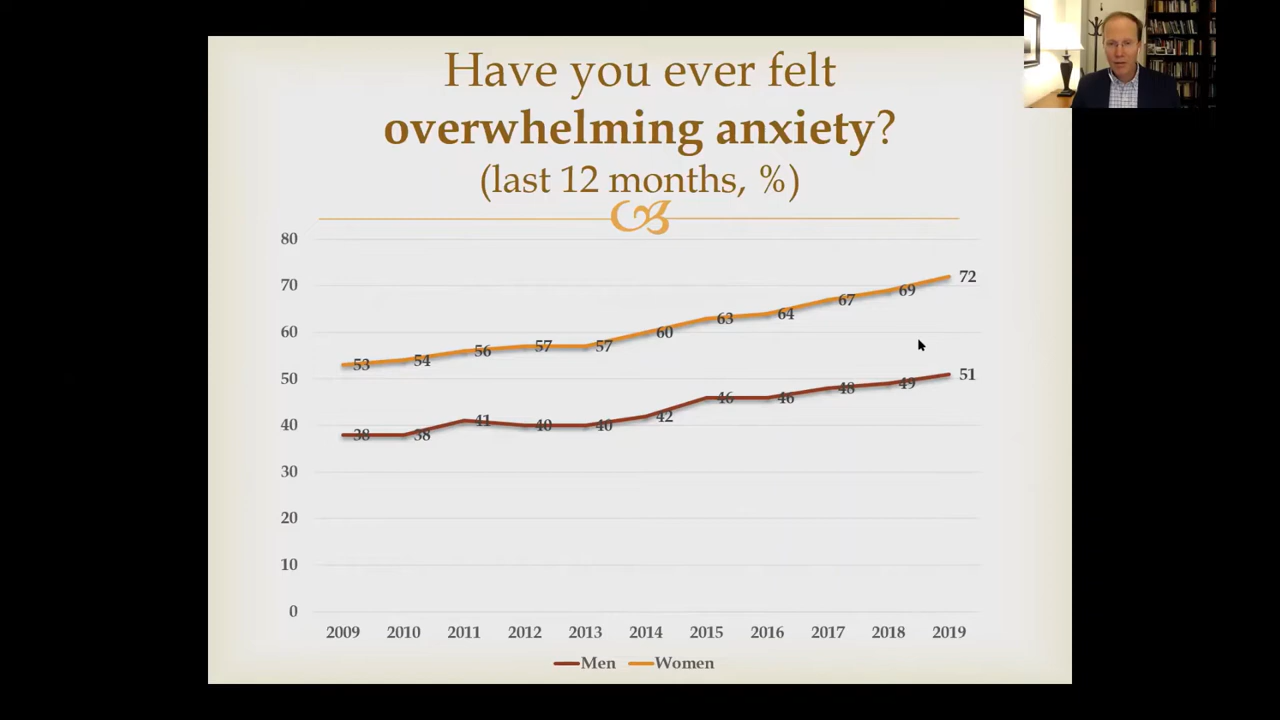 Have you ever felt
overwhelming anxiety?
(last 12 months, %)
80
70
60
50
40
30
20
10
0
53 54 56 57 57 60 63 64 67 69 72
38 38 41 40 40 42 46 46 48 49 51
2009 2010 2011 2012 2013 2014 2015 2016 2017 2018 2019
Men Women